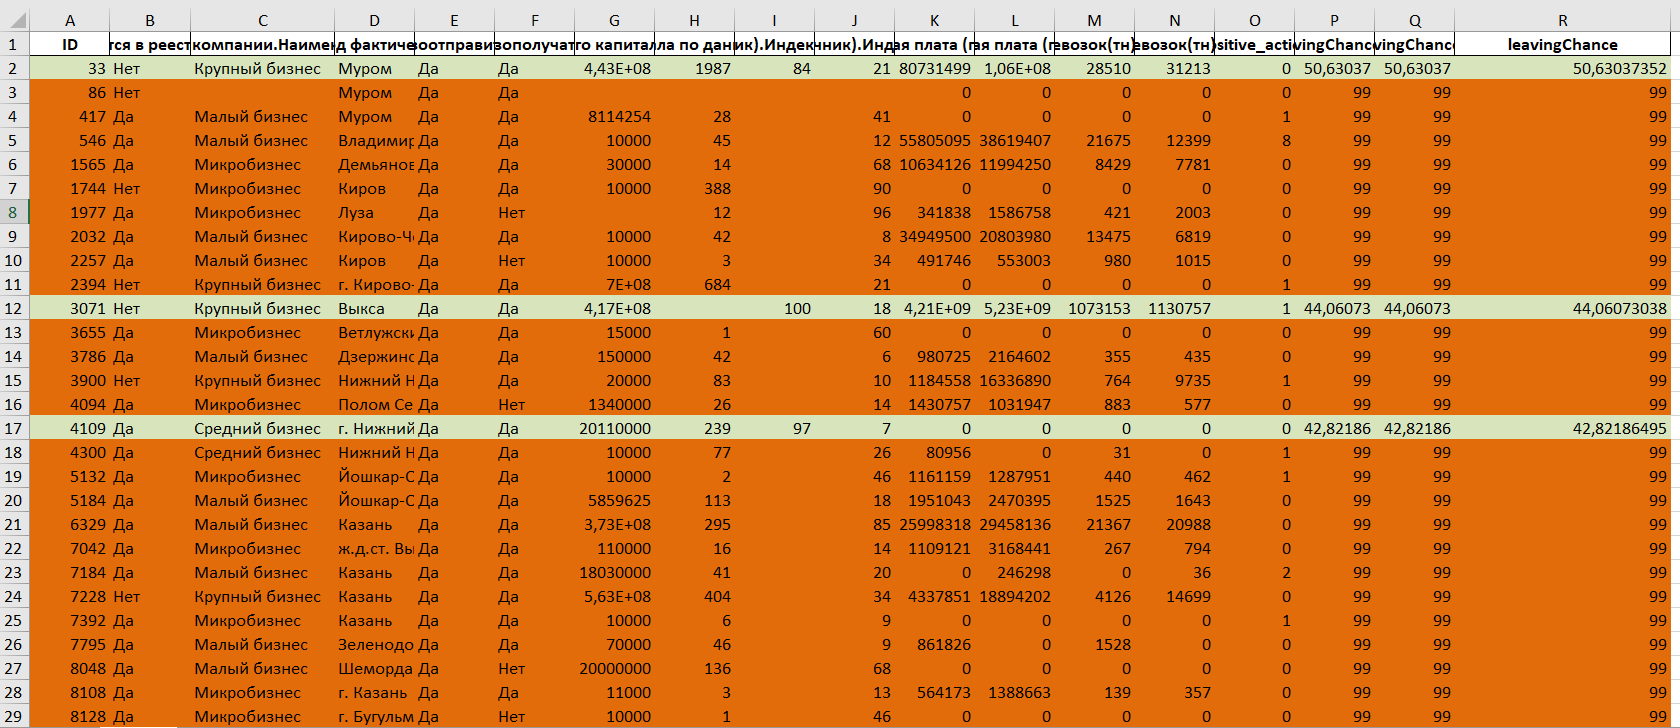 A B C D E F G H I J K L M N O P Q R
1 ID тся в реест компании.Наимен д фактиче воотправи зополучат го капитал ла по дан ик).Индек чник).Инд ая плата (г ая плата (г евозок(тн) евозок(тн) sitive_acti vingChance vingChance leavingChance
2 33 Нет Крупный бизнес Муром Да Да 4,43E+08 1987 84 21 80731499 1,06E+08 28510 31213 0 50,63037 50,63037 50,63037352
3 86 Нет Муром Да Да 0 0 0 0 0 99 99 99
4 417 Да Малый бизнес Муром Да Да 8114254 28 41 0 0 0 0 1 99 99 99
5 546 Да Малый бизнес Владимир Да Да 10000 45 12 55805095 38619407 21675 12399 8 99 99 99
6 1565 Да Микробизнес Демьянов Да Да 30000 14 68 10634126 11994250 8429 7781 0 99 99 99
7 1744 Нет Микробизнес Киров Да Да 10000 388 90 0 0 0 0 0 99 99 99
8 1977 Да Микробизнес Луза Да Нет 12 96 341838 1586758 421 2003 0 99 99 99
9 2032 Да Малый бизнес Кирово-Че Да Да 10000 42 8 34949500 20803980 13475 6819 0 99 99 99
10 2257 Да Малый бизнес Киров Да Нет 10000 3 34 491746 553003 980 1015 0 99 99 99
11 2394 Нет Крупный бизнес г. Кирово- Да Да 7E+08 684 21 0 0 0 0 1 99 99 99
12 3071 Нет Крупный бизнес Выкса Да Да 4,17E+08 100 18 4,21E+09 5,23E+09 1073153 1130757 1 44,06073 44,06073 44,06073038
13 3655 Да Микробизнес Ветлужски Да Да 15000 1 60 0 0 0 0 0 99 99 99
14 3786 Да Малый бизнес Дзержинс Да Да 150000 42 6 980725 2164602 355 435 0 99 99 99
15 3900 Нет Крупный бизнес Нижний Н Да Да 20000 83 10 1184558 16336890 764 9735 1 99 99 99
16 4094 Да Микробизнес Полом Се Да Нет 1340000 26 14 1430757 1031947 883 577 0 99 99 99
17 4109 Да Средний бизнес г. Нижний Да Да 20110000 239 97 7 0 0 0 0 0 42,82186 42,82186 42,82186495
18 4300 Да Средний бизнес Нижний Н Да Да 10000 77 26 80956 0 31 0 1 99 99 99
19 5132 Да Микробизнес Йошкар-О Да Да 10000 2 46 1161159 1287951 440 462 1 99 99 99
20 5184 Да Малый бизнес Йошкар-О Да Да 5859625 113 18 1951043 2470395 1525 1643 0 99 99 99
21 6329 Да Малый бизнес Казань Да Да 3,73E+08 295 85 25998318 29458136 21367 20988 0 99 99 99
22 7042 Да Микробизнес ж.д.ст. Вы Да Да 110000 16 14 1109121 3168441 267 794 0 99 99 99
23 7184 Да Малый бизнес Казань Да Да 18030000 41 20 0 246298 0 36 2 99 99 99
24 7228 Нет Крупный бизнес Казань Да Да 5,63E+08 404 34 4337851 18894202 4126 14699 0 99 99 99
25 7392 Да Микробизнес Казань Да Да 10000 6 9 0 0 0 0 1 99 99 99
26 7795 Да Малый бизнес Зеленодо Да Да 70000 46 9 861826 0 1528 0 0 99 99 99
27 8048 Да Малый бизнес Шеморда Да Нет 20000000 136 68 0 0 0 0 0 99 99 99
28 8108 Да Микробизнес г. Казань Да Да 11000 3 13 564173 1388663 139 357 0 99 99 99
29 8128 Да Микробизнес г. Бугульм Да Нет 10000 1 46 0 0 0 0 0 99 99 99